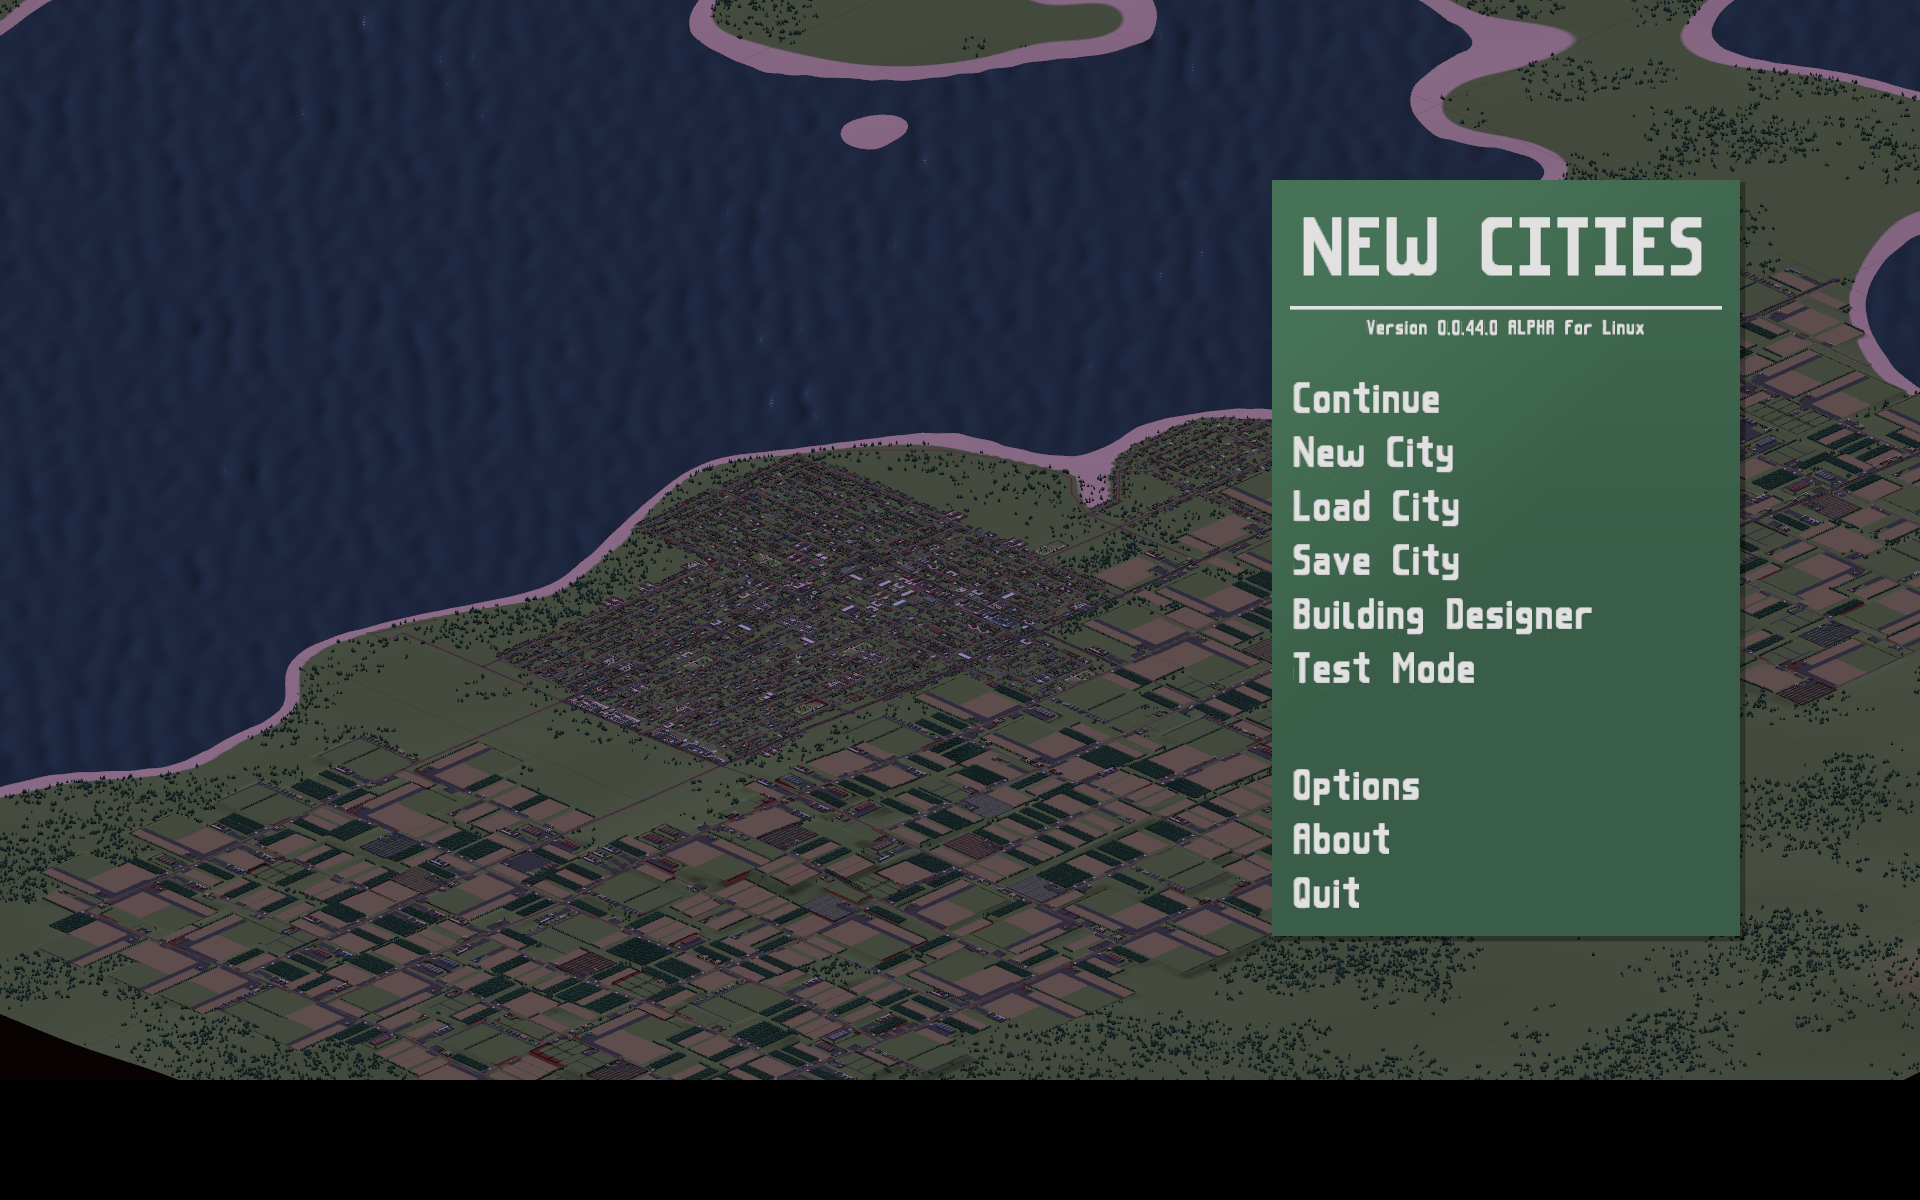 NEW CITIES
Version 0.0.44.0 ALPHA For Linux
Continue
New City
Load City
Save City
Building Designer
Test Mode
Options
About
Quit